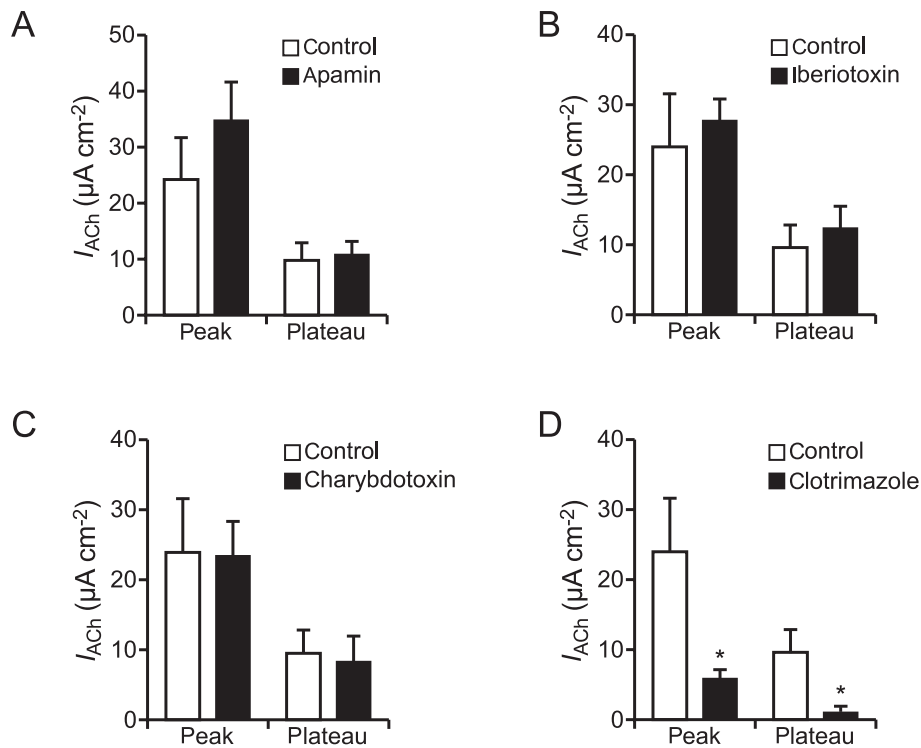 A
I_ACh (μA cm⁻²)
50
40
30
20
10
0
Control
Apamin
Peak Plateau
B
I_ACh (μA cm⁻²)
40
30
20
10
0
Control
Iberiotoxin
Peak Plateau
C
I_ACh (μA cm⁻²)
40
30
20
10
0
Control
Charybdotoxin
Peak Plateau
D
I_ACh (μA cm⁻²)
40
30
20
10
0
Control
Clotrimazole
*
*
Peak Plateau